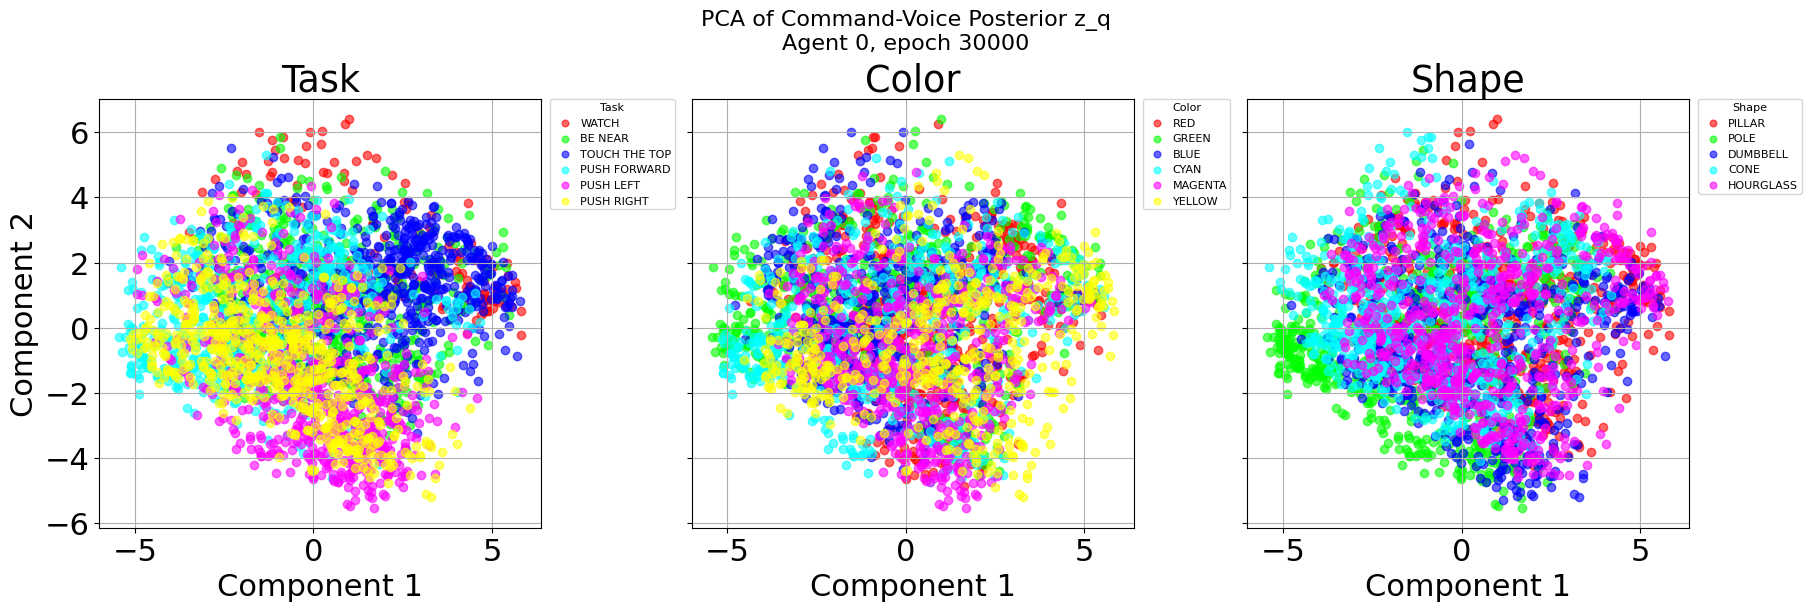 PCA of Command-Voice Posterior z_q
Agent 0, epoch 30000
Task
Color
Shape
Task
WATCH
BE NEAR
TOUCH THE TOP
PUSH FORWARD
PUSH LEFT
PUSH RIGHT
Color
RED
GREEN
BLUE
CYAN
MAGENTA
YELLOW
Shape
PILLAR
POLE
DUMBBELL
CONE
HOURGLASS
Component 2
6
4
2
0
−2
−4
−6
−5 0 5
−5 0 5
−5 0 5
Component 1
Component 1
Component 1